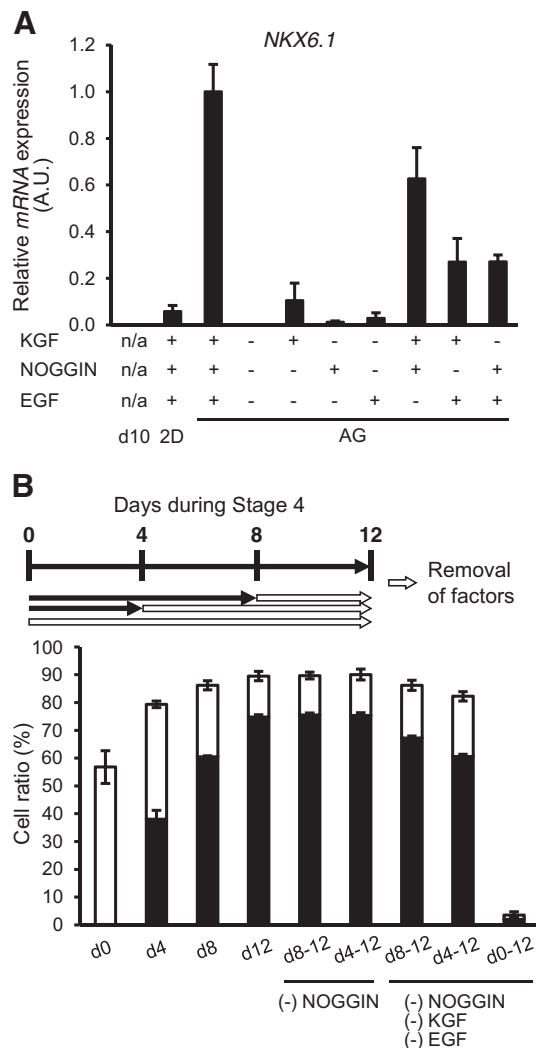 A
NKX6.1
Relative mRNA expression
(A.U.)
1.2
1.0
0.8
0.6
0.4
0.2
0.0
KGF n/a + + - + - - + + -
NOGGIN n/a + + - - + - + - +
EGF n/a + + - - - + - + +
d10 2D AG
B
Days during Stage 4
0 4 8 12
Removal
of factors
Cell ratio (%)
100
90
80
70
60
50
40
30
20
10
0
d0 d4 d8 d12 d8-12 d4-12 d8-12 d4-12 d0-12
(-) NOGGIN (-) NOGGIN
(-) KGF
(-) EGF